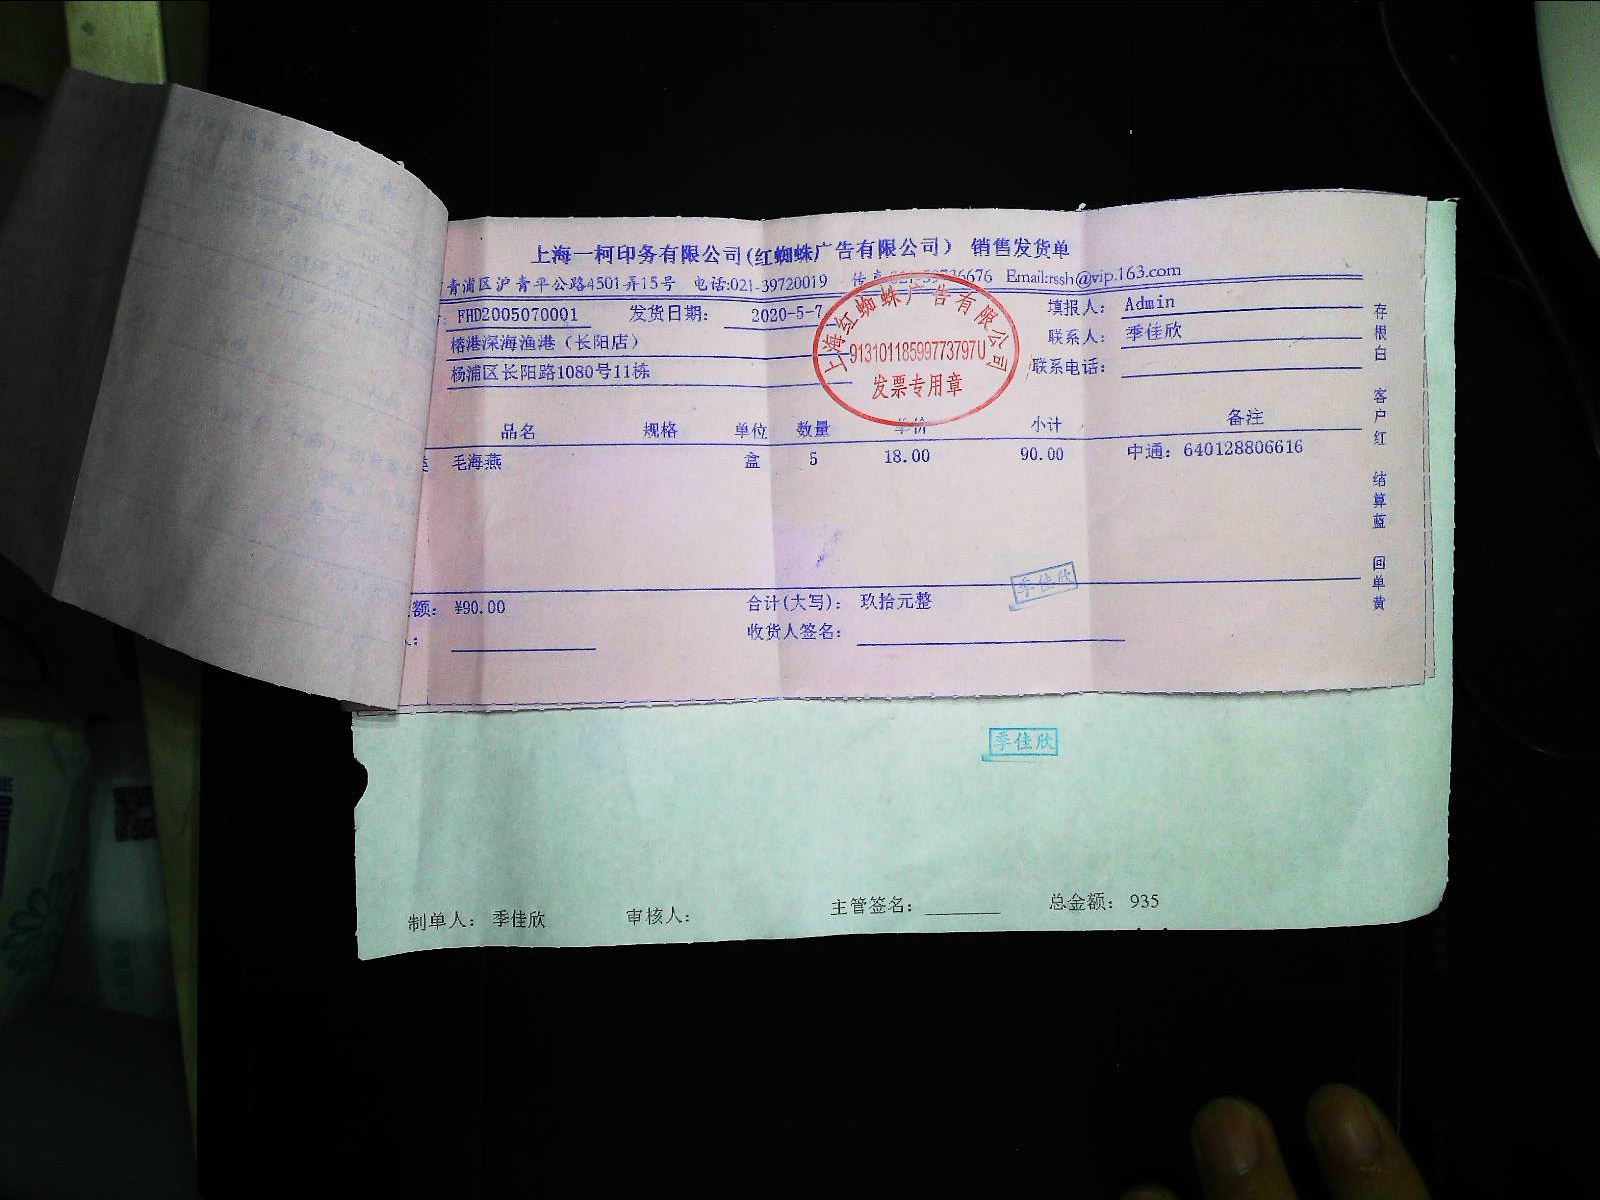 上海一柯印务有限公司(红蜘蛛广告有限公司) 销售发货单
青浦区沪青平公路4501弄15号 电话:021-39720019 传真 6676 Email:rssh@vip.163.com
FHD2005070001 发货日期: 2020-5-7 填报人: Admin
椿港深海渔港（长阳店） 联系人: 季佳欣
杨浦区长阳路1080号11栋 联系电话:
上海红蜘蛛广告有限公司
91310118599773797U
发票专用章
品名 规格 单位 数量 单价 小计 备注
毛海燕 盒 5 18.00 90.00 中通: 640128806616
额: ¥90.00 合计(大写): 玖拾元整
季佳欣
收货人签名:
存根白 客户红 结算蓝 回单黄
季佳欣
制单人: 季佳欣 审核人: 主管签名: 总金额: 935